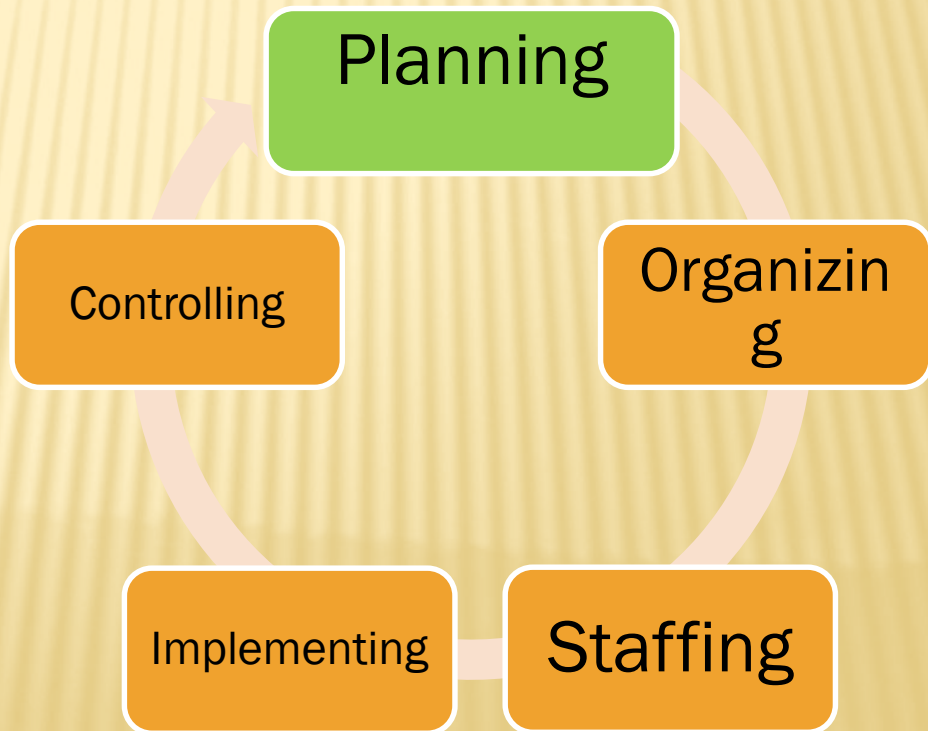 Planning
Organizin
g
Staffing
Implementing
Controlling